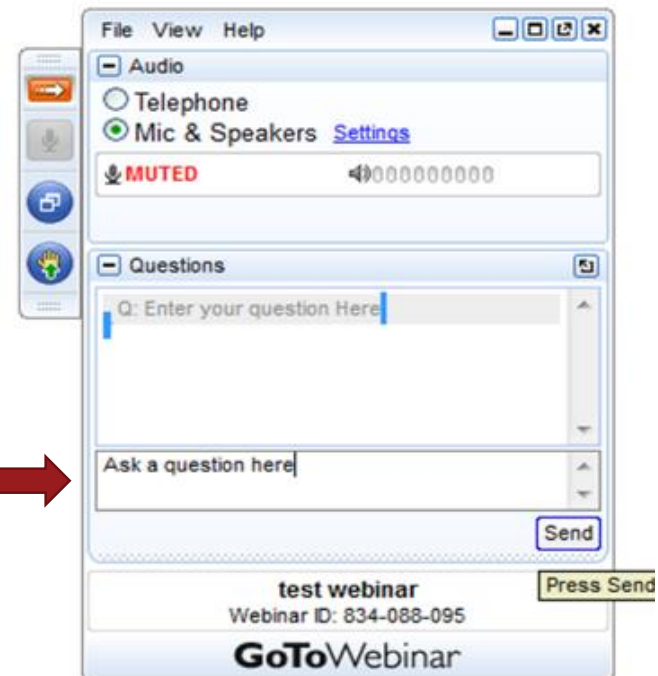 File View Help
Audio
Telephone
Mic & Speakers Settings
MUTED
Questions
Q: Enter your question Here
Ask a question here
Send
Press Send
test webinar
Webinar ID: 834-088-095
GoToWebinar